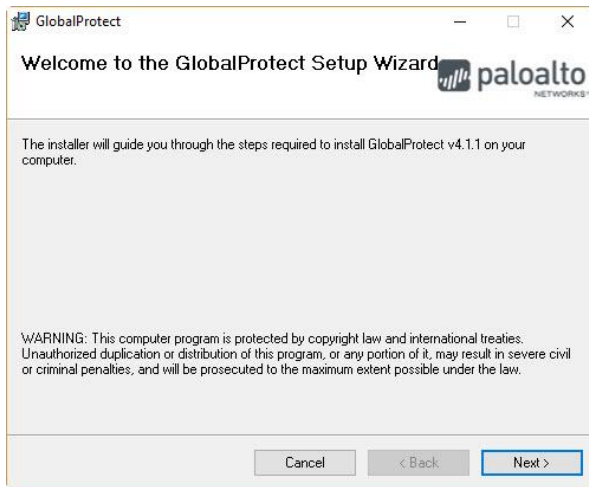 GlobalProtect
Welcome to the GlobalProtect Setup Wizard
paloalto
NETWORKS
The installer will guide you through the steps required to install GlobalProtect v4.1.1 on your
computer.
WARNING: This computer program is protected by copyright law and international treaties.
Unauthorized duplication or distribution of this program, or any portion of it, may result in severe civil
or criminal penalties, and will be prosecuted to the maximum extent possible under the law.
Cancel < Back Next >